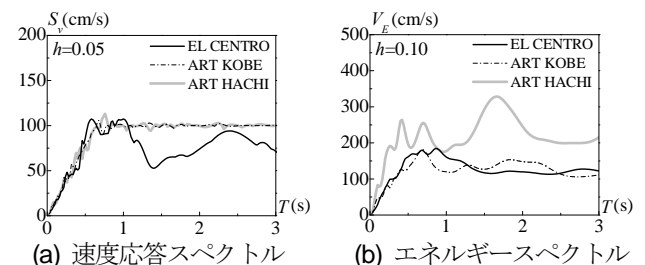 S_v(cm/s)
200
150
100
50
0
h=0.05
EL CENTRO
ART KOBE
ART HACHI
T(s)
0 1 2 3
(a) 速度応答スペクトル
V_E(cm/s)
500
400
300
200
100
0
h=0.10
EL CENTRO
ART KOBE
ART HACHI
T(s)
0 1 2 3
(b) エネルギースペクトル